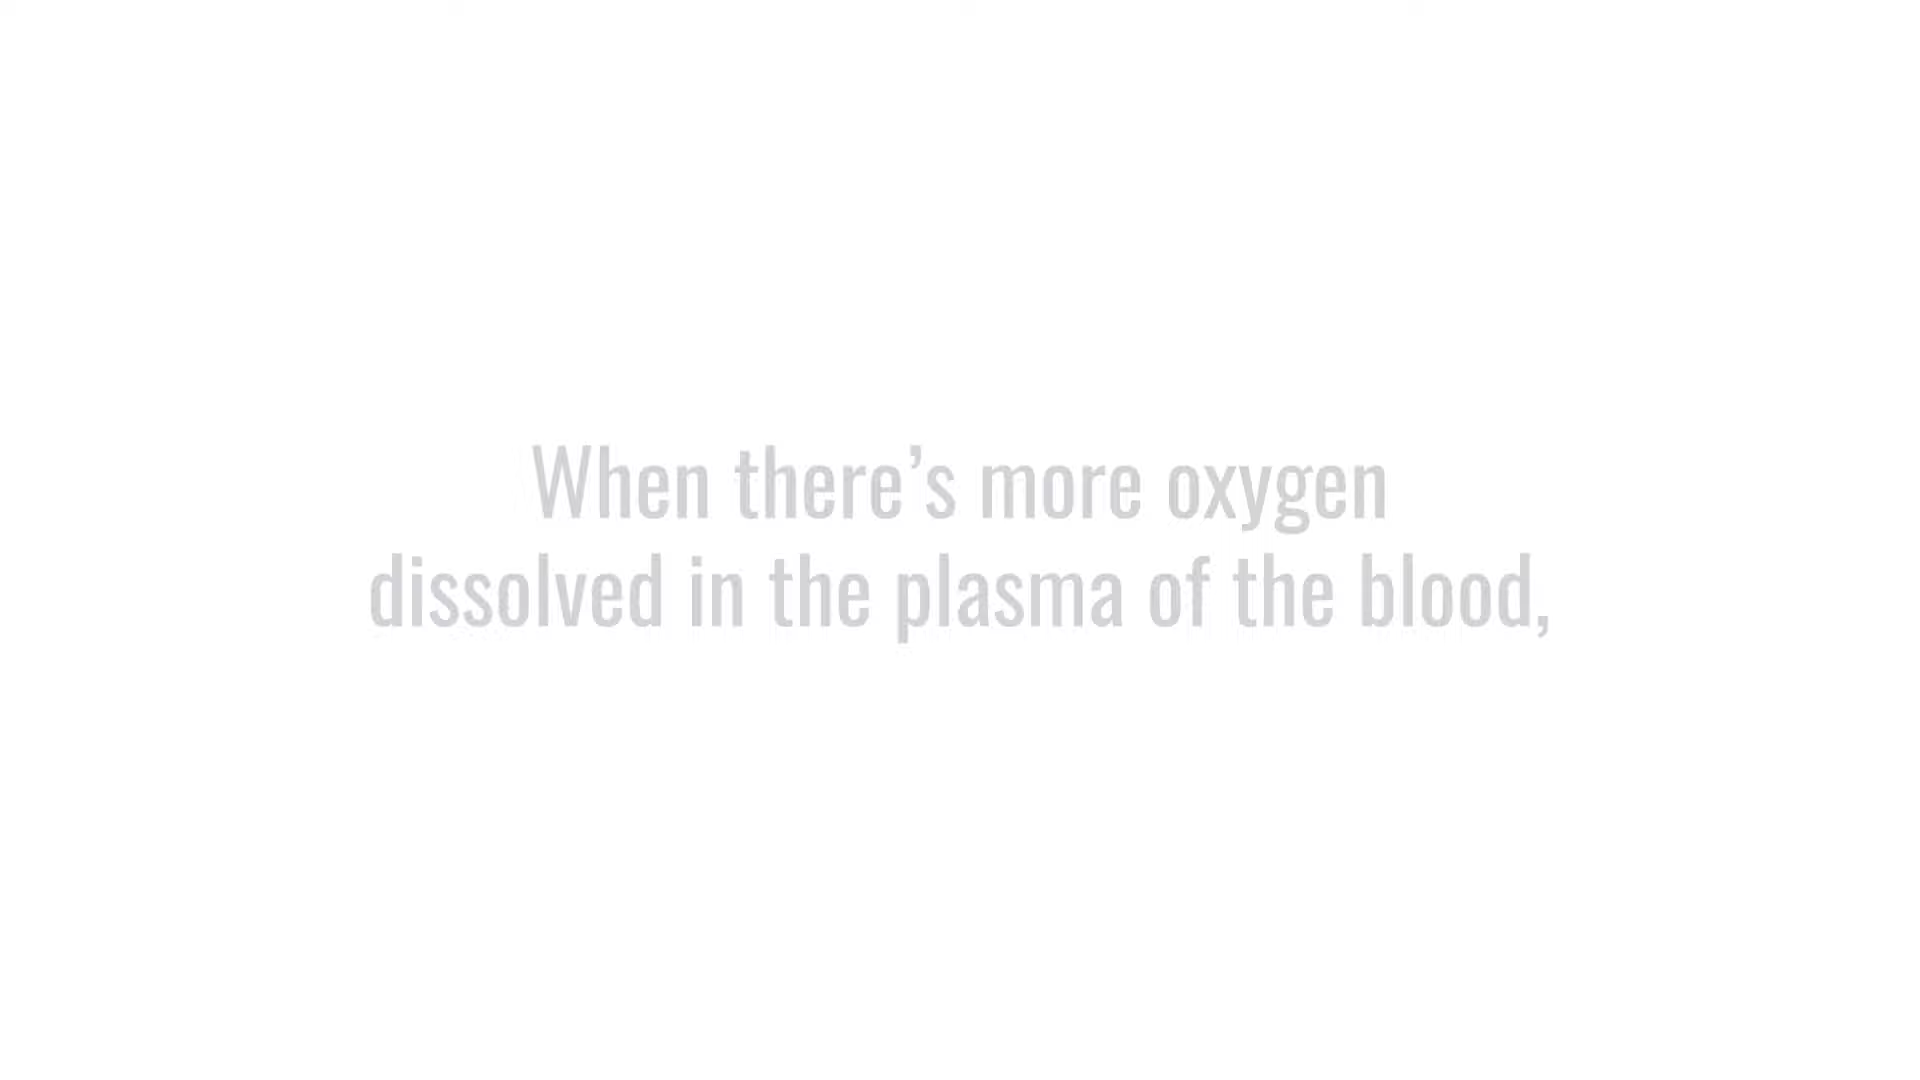 When there’s more oxygen
dissolved in the plasma of the blood,